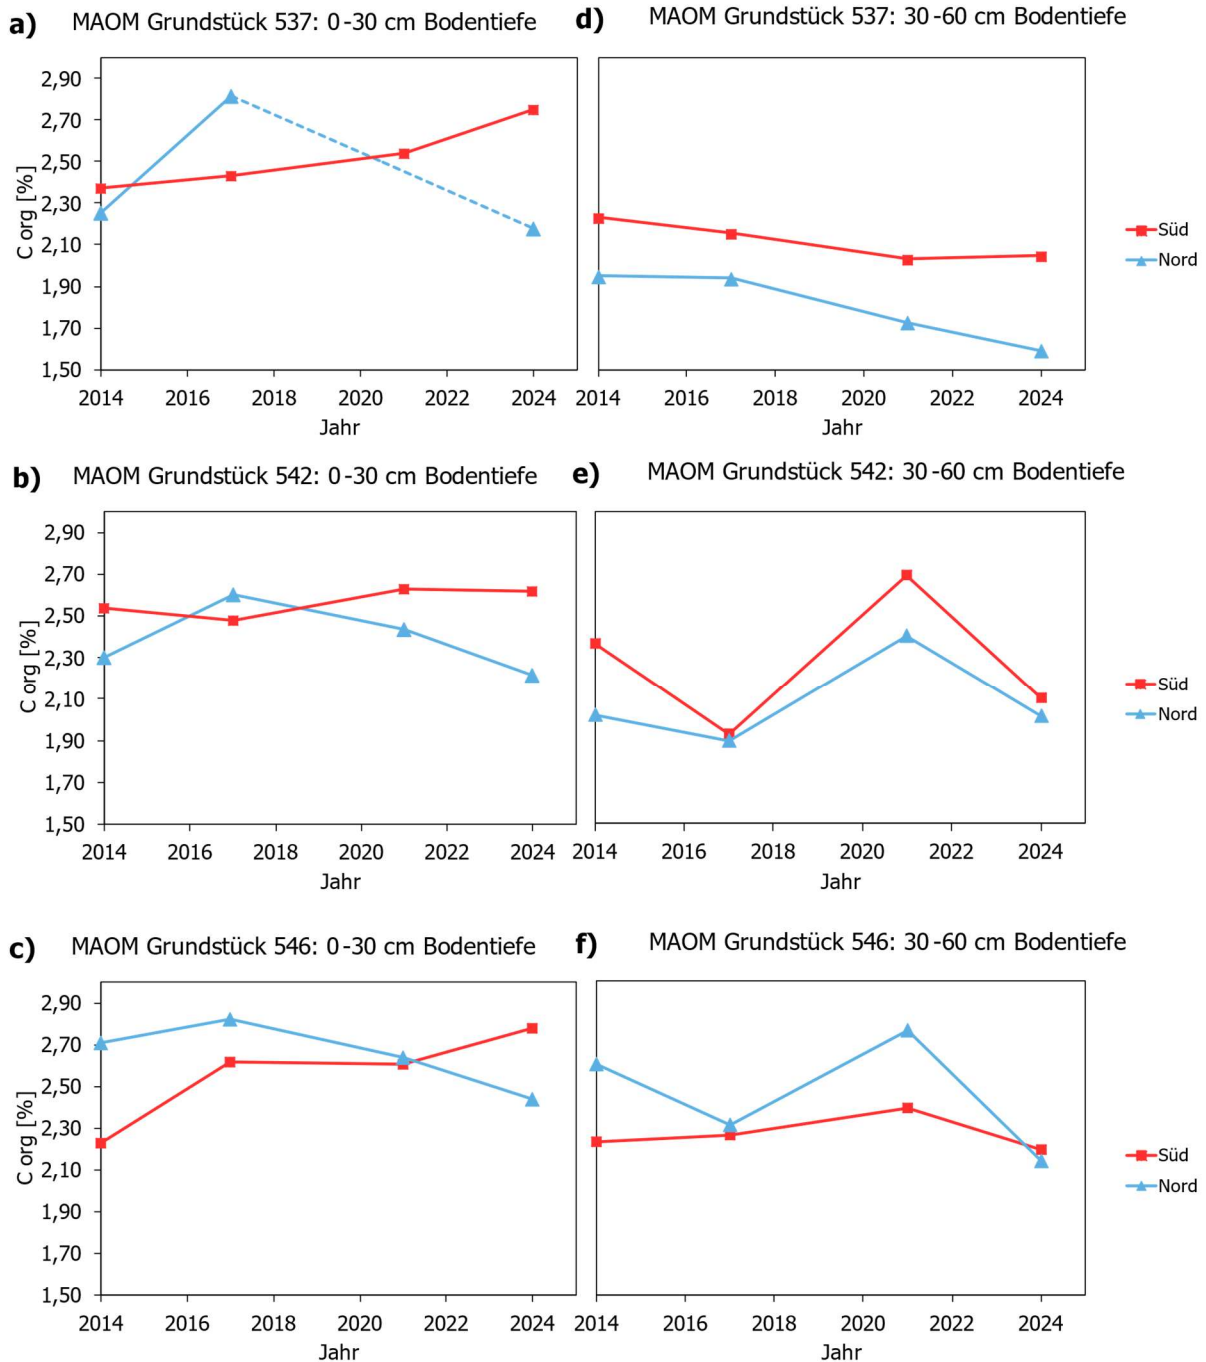 a) MAOM Grundstück 537: 0-30 cm Bodentiefe
C org [%]
2,90
2,70
2,50
2,30
2,10
1,90
1,70
1,50
2014 2016 2018 2020 2022 2024
Jahr
d) MAOM Grundstück 537: 30-60 cm Bodentiefe
2014 2016 2018 2020 2022 2024
Jahr
Süd
Nord
b) MAOM Grundstück 542: 0-30 cm Bodentiefe
C org [%]
2,90
2,70
2,50
2,30
2,10
1,90
1,70
1,50
2014 2016 2018 2020 2022 2024
Jahr
e) MAOM Grundstück 542: 30-60 cm Bodentiefe
2014 2016 2018 2020 2022 2024
Jahr
Süd
Nord
c) MAOM Grundstück 546: 0-30 cm Bodentiefe
C org [%]
2,90
2,70
2,50
2,30
2,10
1,90
1,70
1,50
2014 2016 2018 2020 2022 2024
Jahr
f) MAOM Grundstück 546: 30-60 cm Bodentiefe
2014 2016 2018 2020 2022 2024
Jahr
Süd
Nord